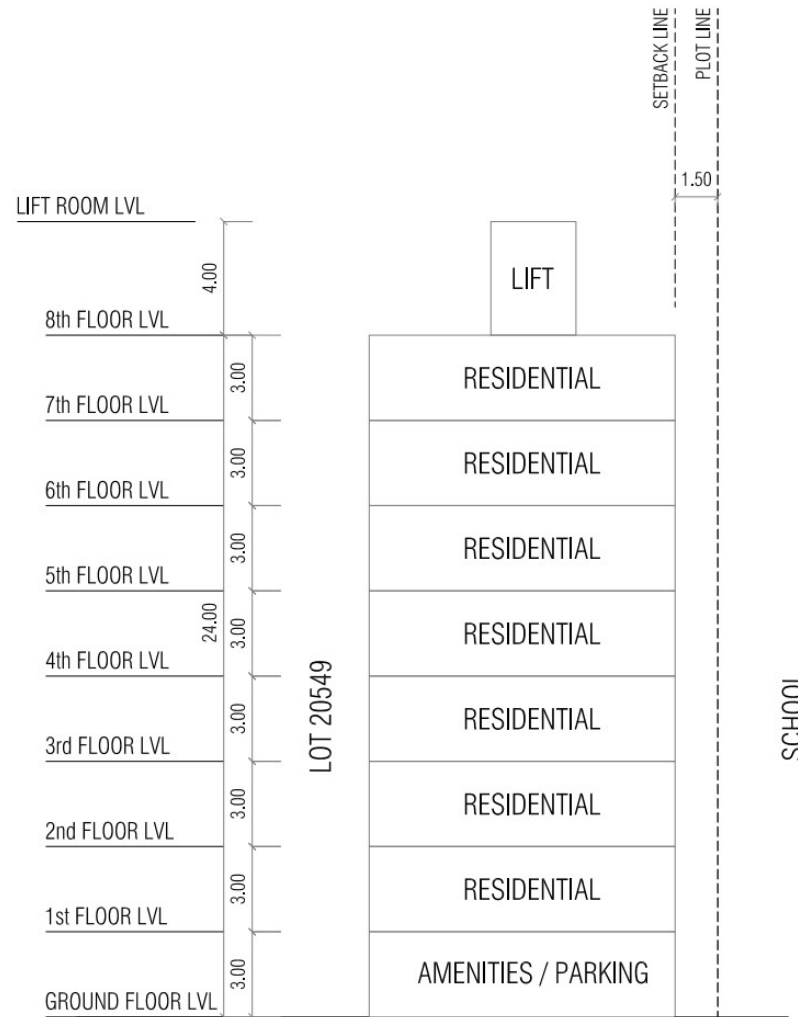 SETBACK LINE
PLOT LINE
1.50
LIFT ROOM LVL
4.00
LIFT
8th FLOOR LVL
3.00
RESIDENTIAL
7th FLOOR LVL
3.00
RESIDENTIAL
6th FLOOR LVL
3.00
RESIDENTIAL
5th FLOOR LVL
24.00
3.00
RESIDENTIAL
4th FLOOR LVL
LOT 20549
3.00
RESIDENTIAL
SCHOOL
3rd FLOOR LVL
3.00
RESIDENTIAL
2nd FLOOR LVL
3.00
RESIDENTIAL
1st FLOOR LVL
3.00
AMENITIES / PARKING
GROUND FLOOR LVL